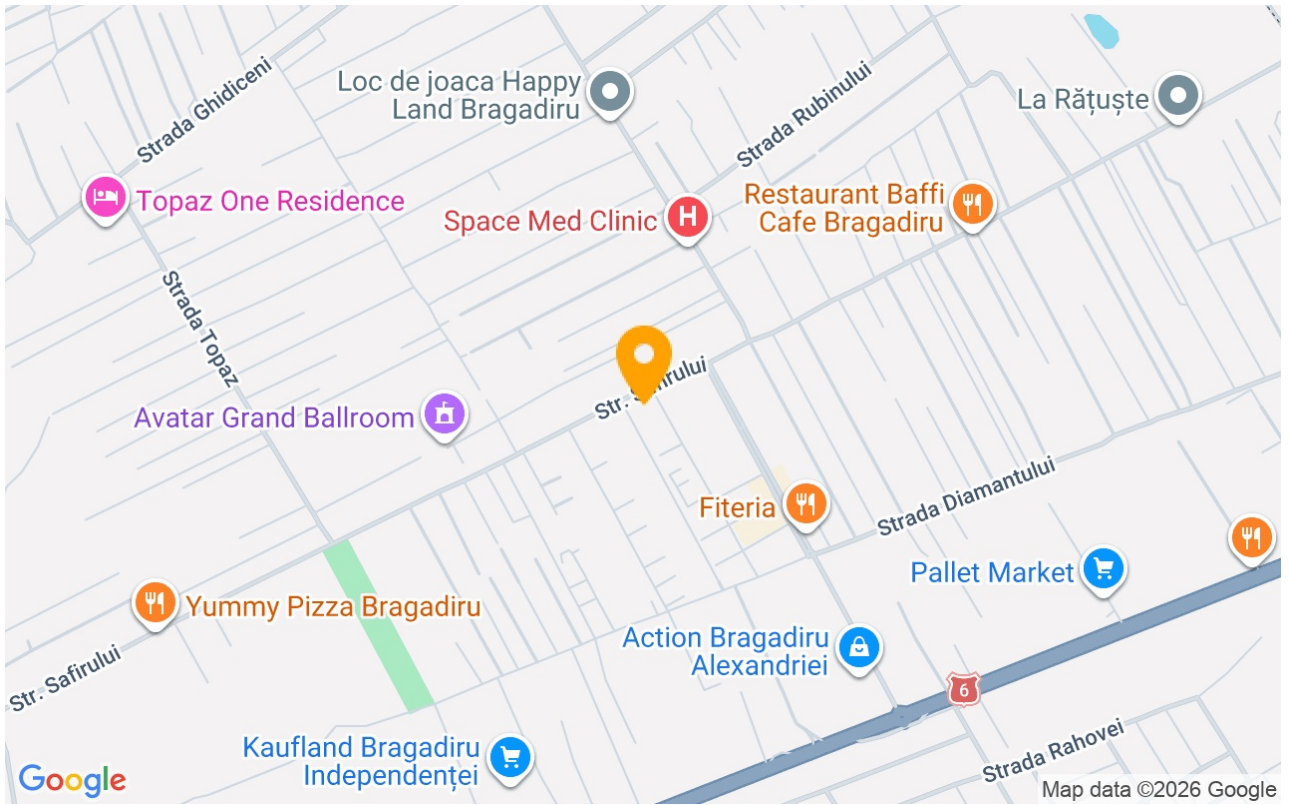 Strada Ghidiceni
Loc de joaca Happy
Land Bragadiru
Strada Rubinului
La Rățuște
Topaz One Residence
Space Med Clinic
H
Restaurant Baffi
Cafe Bragadiru
Strada Topaz
Str. Safirului
Avatar Grand Ballroom
Fiteria
Strada Diamantului
Pallet Market
Yummy Pizza Bragadiru
Action Bragadiru
Alexandriei
Str. Safirului
6
Kaufland Bragadiru
Independenței
Strada Rahovei
Google
Map data ©2026 Google